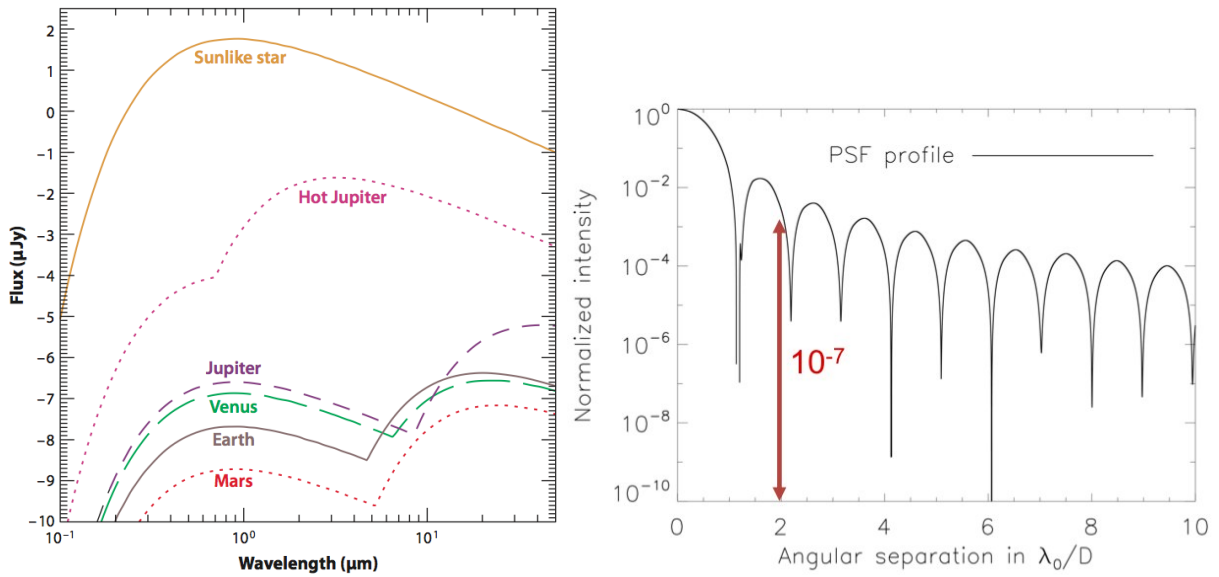 Flux (µJy)
2
1
0
−1
−2
−3
−4
−5
−6
−7
−8
−9
−10
Sunlike star
Hot Jupiter
Jupiter
Venus
Earth
Mars
10⁻¹ 10⁰ 10¹
Wavelength (µm)
Normalized intensity
10⁰
10⁻²
10⁻⁴
10⁻⁶
10⁻⁸
10⁻¹⁰
PSF profile
10⁻⁷
0 2 4 6 8 10
Angular separation in λ₀/D